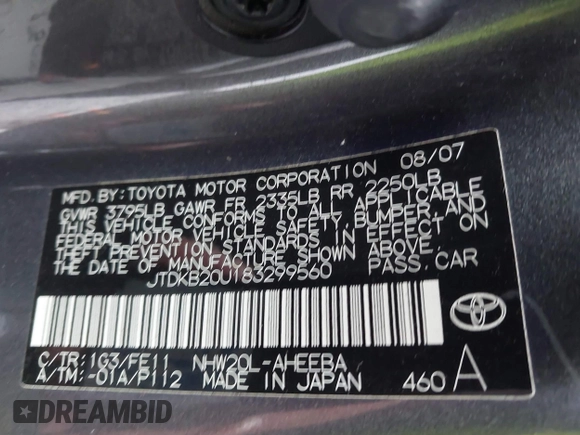 MFD.BY:TOYOTA MOTOR CORPORATION 08/07
GVWR 3795LB GAWR FR 2335LB RR 2250LB
THIS VEHICLE CONFORMS TO ALL APPLICABLE
FEDERAL MOTOR VEHICLE SAFETY, BUMPER, AND
THEFT PREVENTION STANDARDS IN EFFECT ON
THE DATE OF MANUFACTURE SHOWN ABOVE.
JTDKB20U183299560 PASS.CAR
C/TR:1G3/FE11 NHW20L-AHEEBA
A/TM:-01A/P112 MADE IN JAPAN 460 A
DREAMBID